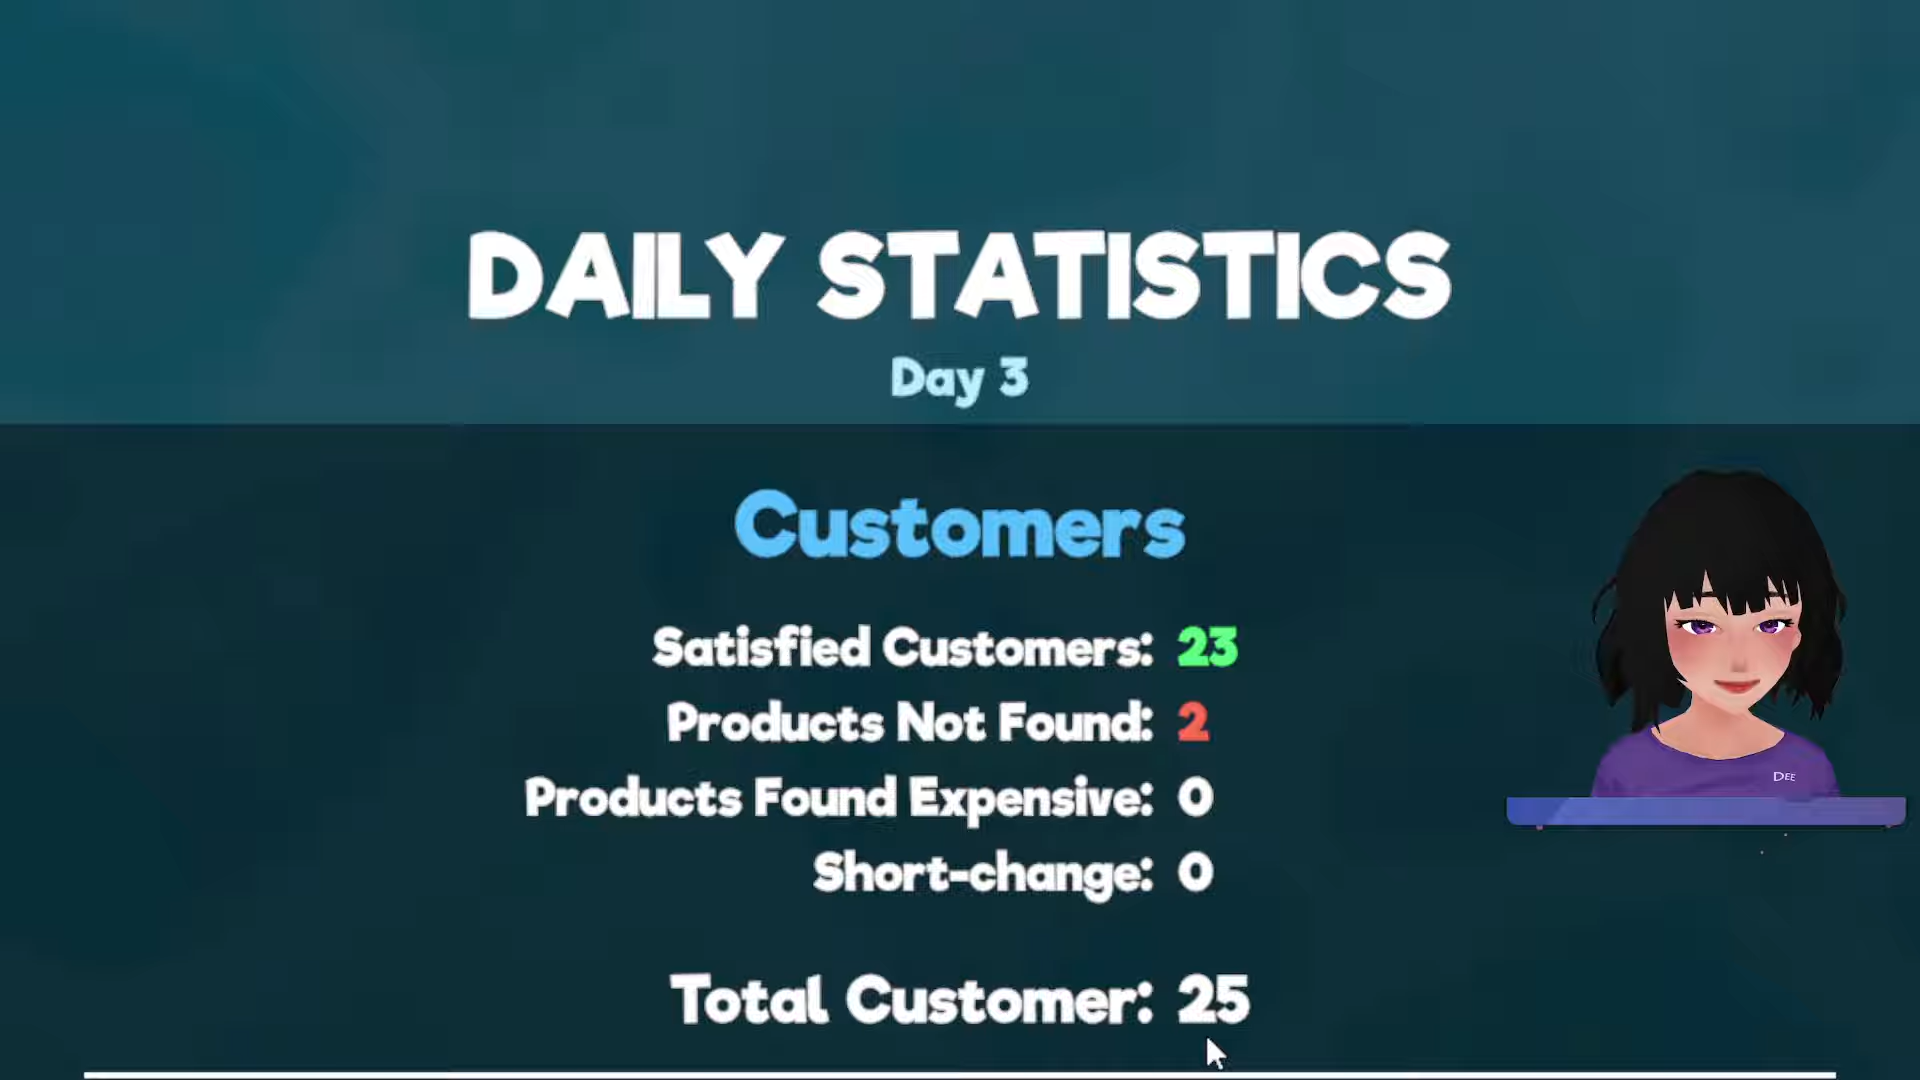 DAILY STATISTICS
Day 3
Customers
Satisfied Customers: 23
Products Not Found: 2
Products Found Expensive: 0
Short-change: 0
Total Customer: 25
DEE